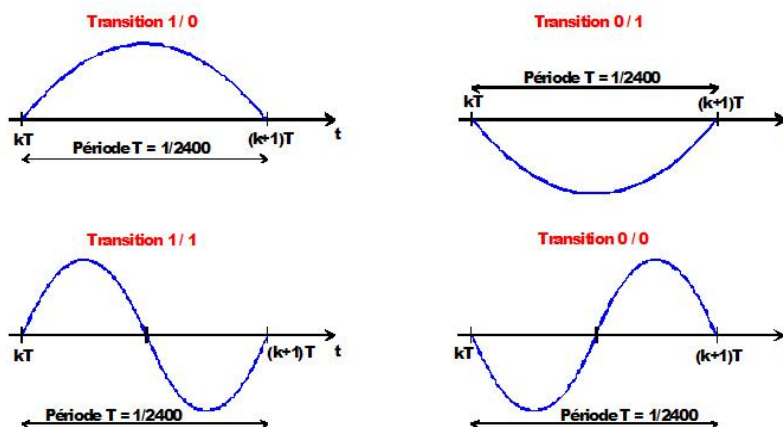 Transition 1 / 0
kT
(k+1)T
t
Période T = 1/2400
Transition 0 / 1
Période T = 1/2400
kT
(k+1)T
Transition 1 / 1
kT
(k+1)T
t
Période T = 1/2400
Transition 0 / 0
kT
(k+1)T
Période T = 1/2400